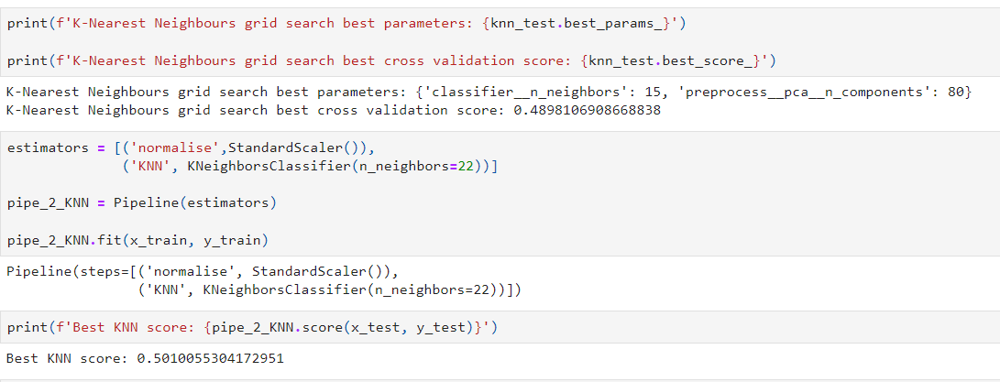 print(f'K-Nearest Neighbours grid search best parameters: {knn_test.best_params_}')
print(f'K-Nearest Neighbours grid search best cross validation score: {knn_test.best_score_}')
K-Nearest Neighbours grid search best parameters: {'classifier__n_neighbors': 15, 'preprocess__pca__n_components': 80}
K-Nearest Neighbours grid search best cross validation score: 0.4898106908668838
estimators = [('normalise',StandardScaler()),
('KNN', KNeighborsClassifier(n_neighbors=22))]
pipe_2_KNN = Pipeline(estimators)
pipe_2_KNN.fit(x_train, y_train)
Pipeline(steps=[('normalise', StandardScaler()),
('KNN', KNeighborsClassifier(n_neighbors=22))])
print(f'Best KNN score: {pipe_2_KNN.score(x_test, y_test)}')
Best KNN score: 0.5010055304172951